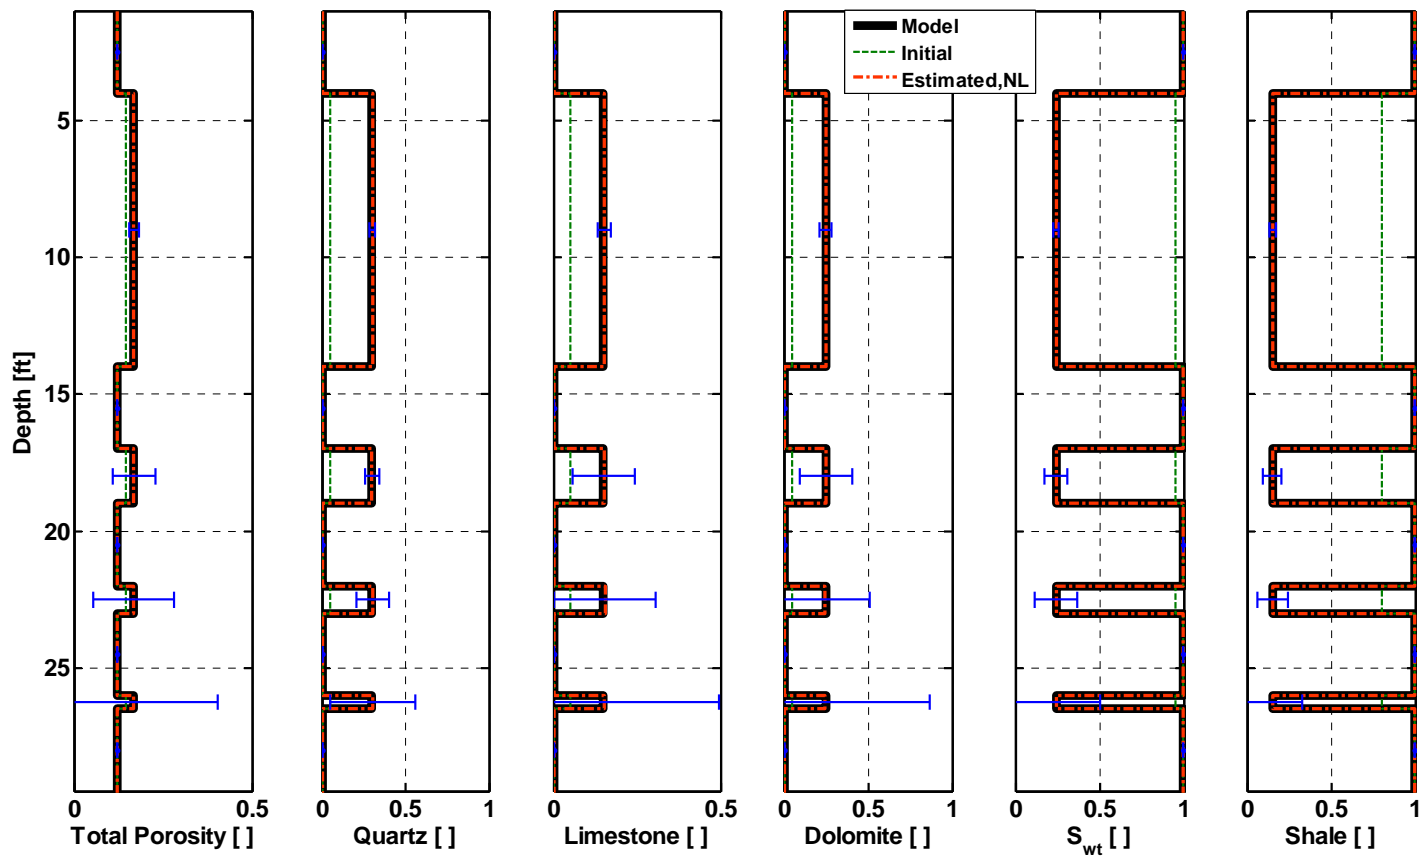 Model
Initial
Estimated,NL
5
10
15
20
25
Depth [ft]
0 0.5
0 0.5 1
0 0.5
0 0.5 1
0 0.5 1
0 0.5 1
Total Porosity [ ]
Quartz [ ]
Limestone [ ]
Dolomite [ ]
S_wt [ ]
Shale [ ]